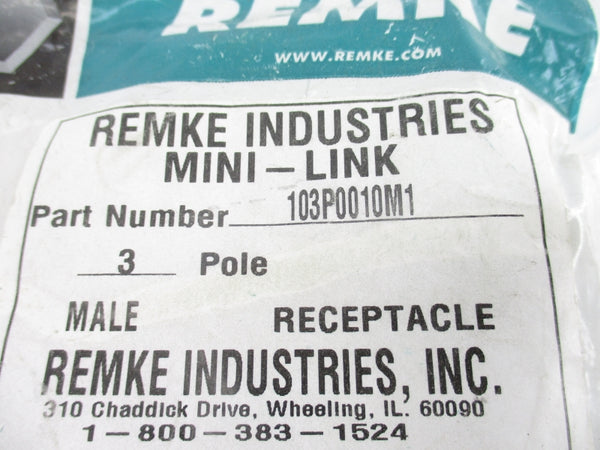 REMKE
WWW.REMKE.COM
REMKE INDUSTRIES
MINI-LINK
Part Number 103P0010M1
3 Pole
MALE RECEPTACLE
REMKE INDUSTRIES, INC.
310 Chaddick Drive, Wheeling, IL. 60090
1-800-383-1524